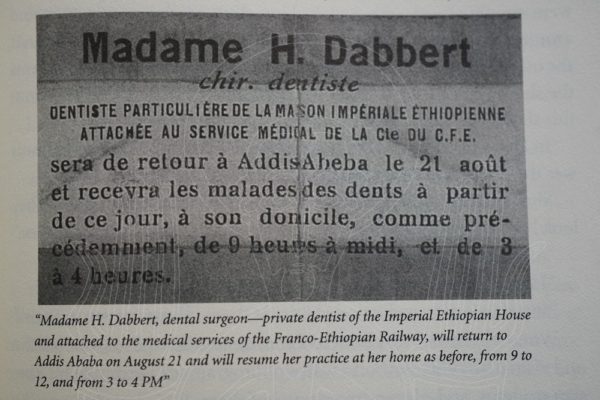 Madame H. Dabbert
chir. dentiste
DENTISTE PARTICULIÈRE DE LA MAISON IMPÉRIALE ÉTHIOPIENNE
ATTACHÉE AU SERVICE MÉDICAL DE LA Cie DU C.F.E.
sera de retour à Addis Abeba le 21 août
et recevra les malades des dents à partir
de ce jour, à son domicile, comme pré-
cédemment, de 9 heurs à midi, et de 3
à 4 heures.
“Madame H. Dabbert, dental surgeon—private dentist of the Imperial Ethiopian House
and attached to the medical services of the Franco-Ethiopian Railway, will return to
Addis Ababa on August 21 and will resume her practice at her home as before, from 9 to
12, and from 3 to 4 PM”